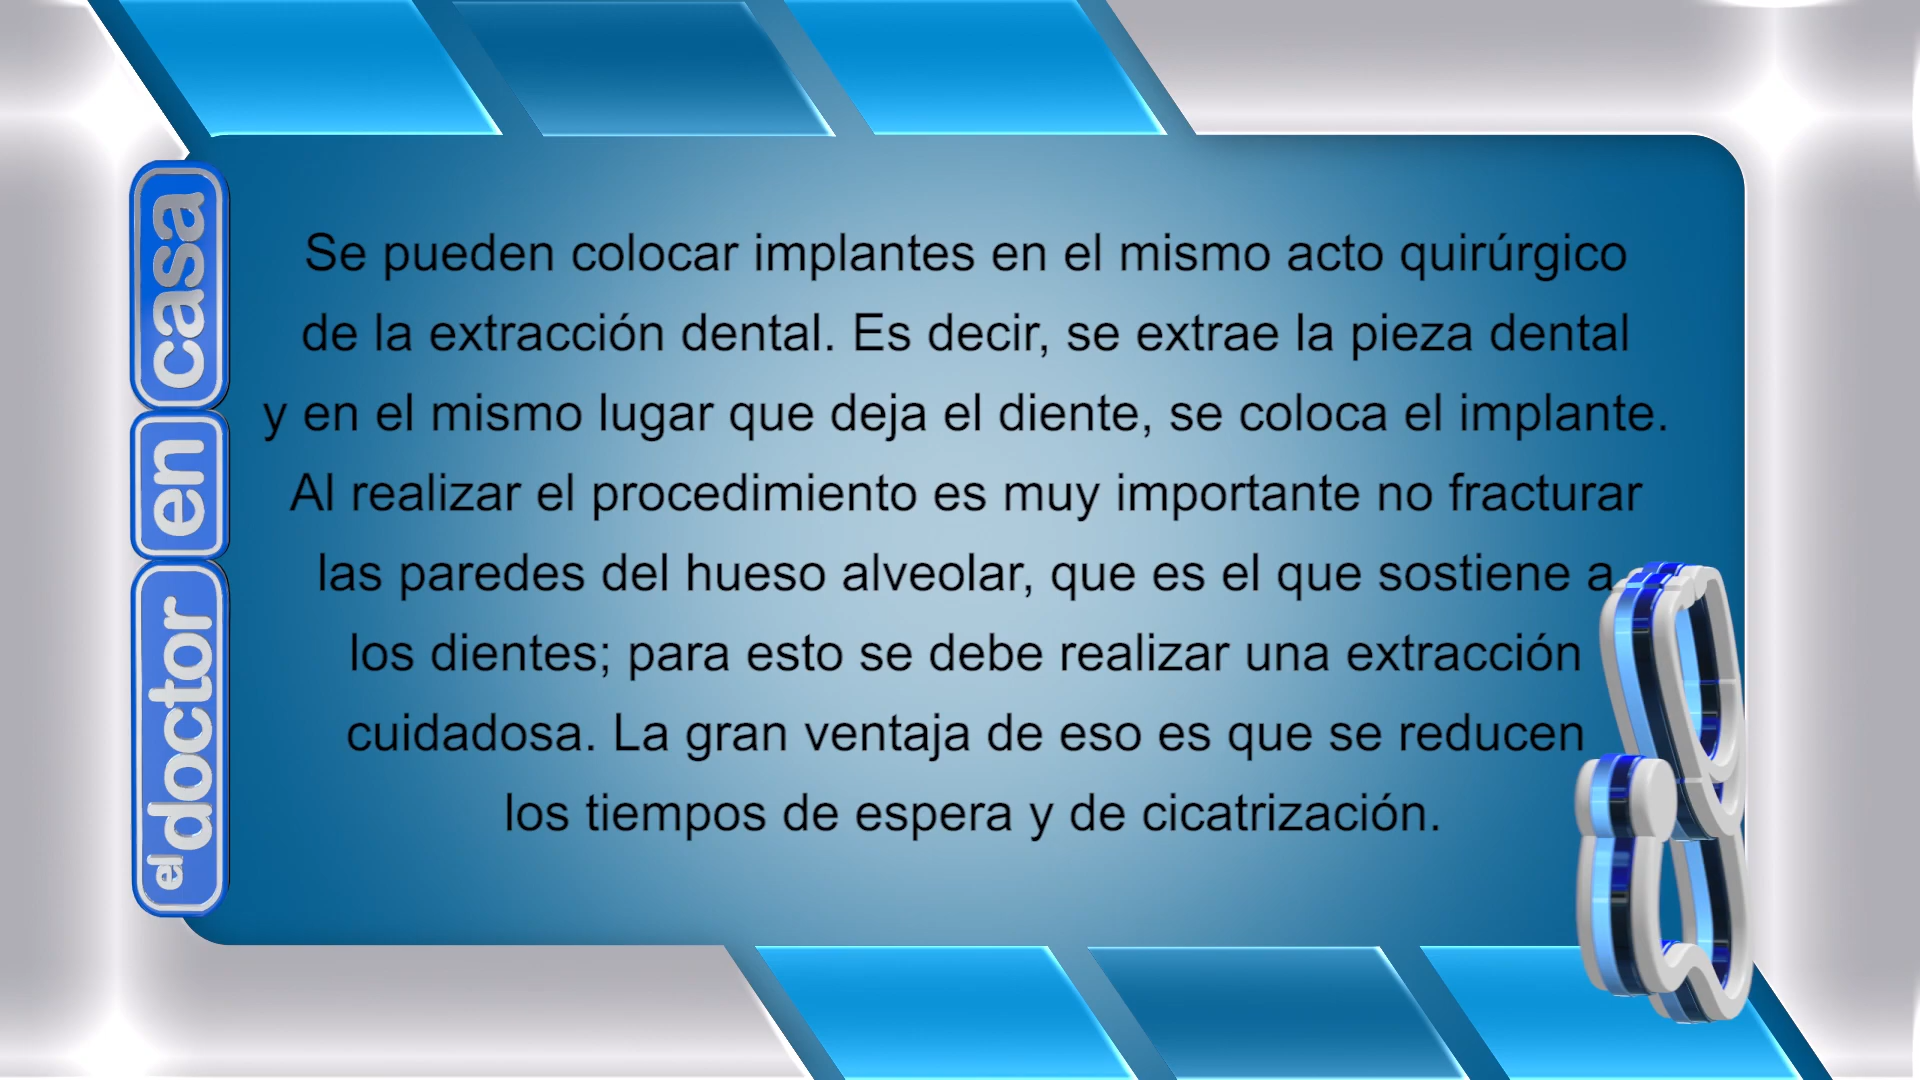 el doctor en casa
Se pueden colocar implantes en el mismo acto quirúrgico
de la extracción dental. Es decir, se extrae la pieza dental
y en el mismo lugar que deja el diente, se coloca el implante.
Al realizar el procedimiento es muy importante no fracturar
las paredes del hueso alveolar, que es el que sostiene a
los dientes; para esto se debe realizar una extracción
cuidadosa. La gran ventaja de eso es que se reducen
los tiempos de espera y de cicatrización.